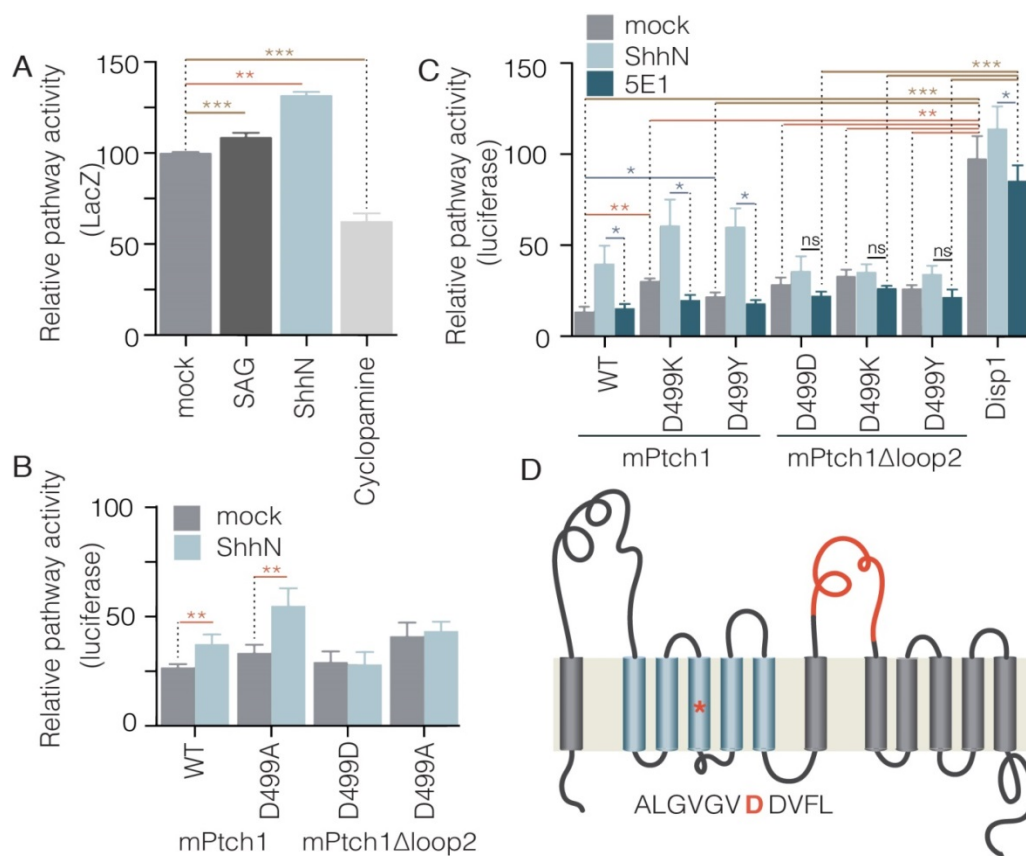 A
150
100
50
0
Relative pathway activity
(LacZ)
***
**
***
mock
SAG
ShhN
Cyclopamine
C
mock
ShhN
5E1
150
100
50
0
Relative pathway activity
(luciferase)
***
***
*
**
*
*
*
**
*
ns
ns
ns
WT
D499K
D499Y
D499D
D499K
D499Y
Disp1
mPtch1
mPtch1Δloop2
B
100
50
0
Relative pathway activity
(luciferase)
mock
ShhN
**
**
WT
D499A
D499D
D499A
mPtch1
mPtch1Δloop2
D
*
ALGVGV D DVFL